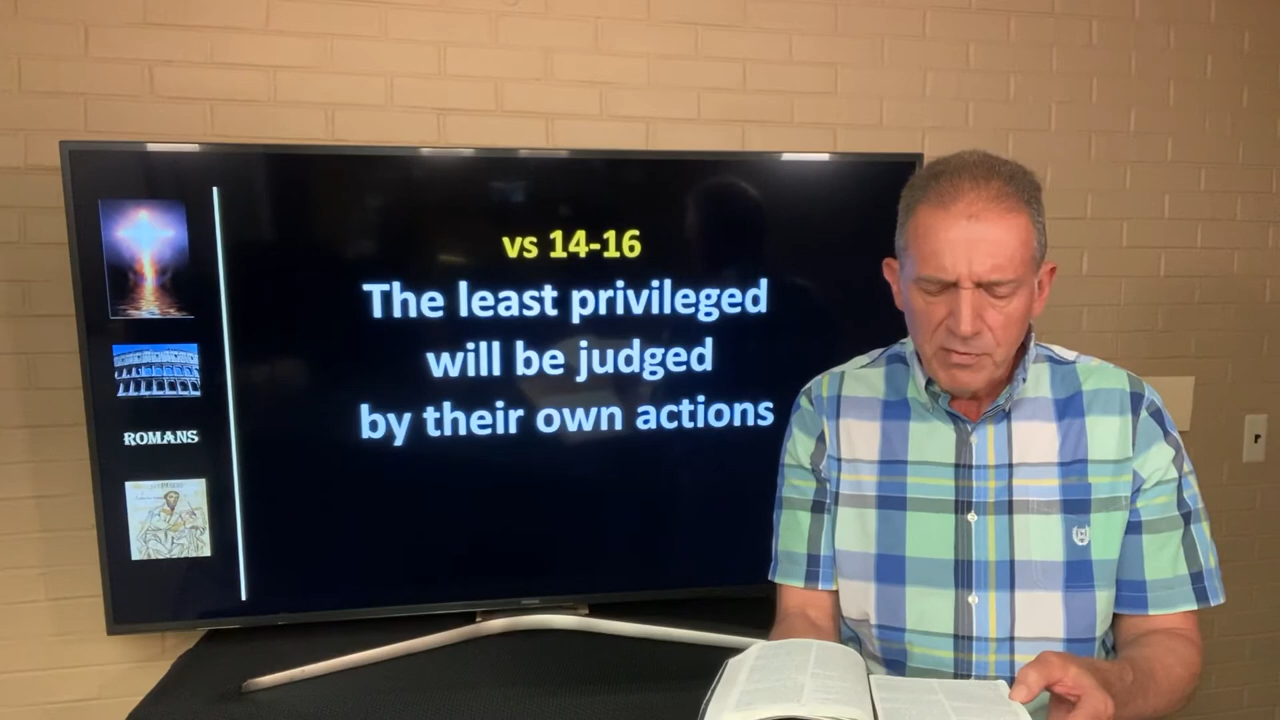 vs 14-16
The least privileged
will be judged
by their own actions
ROMANS